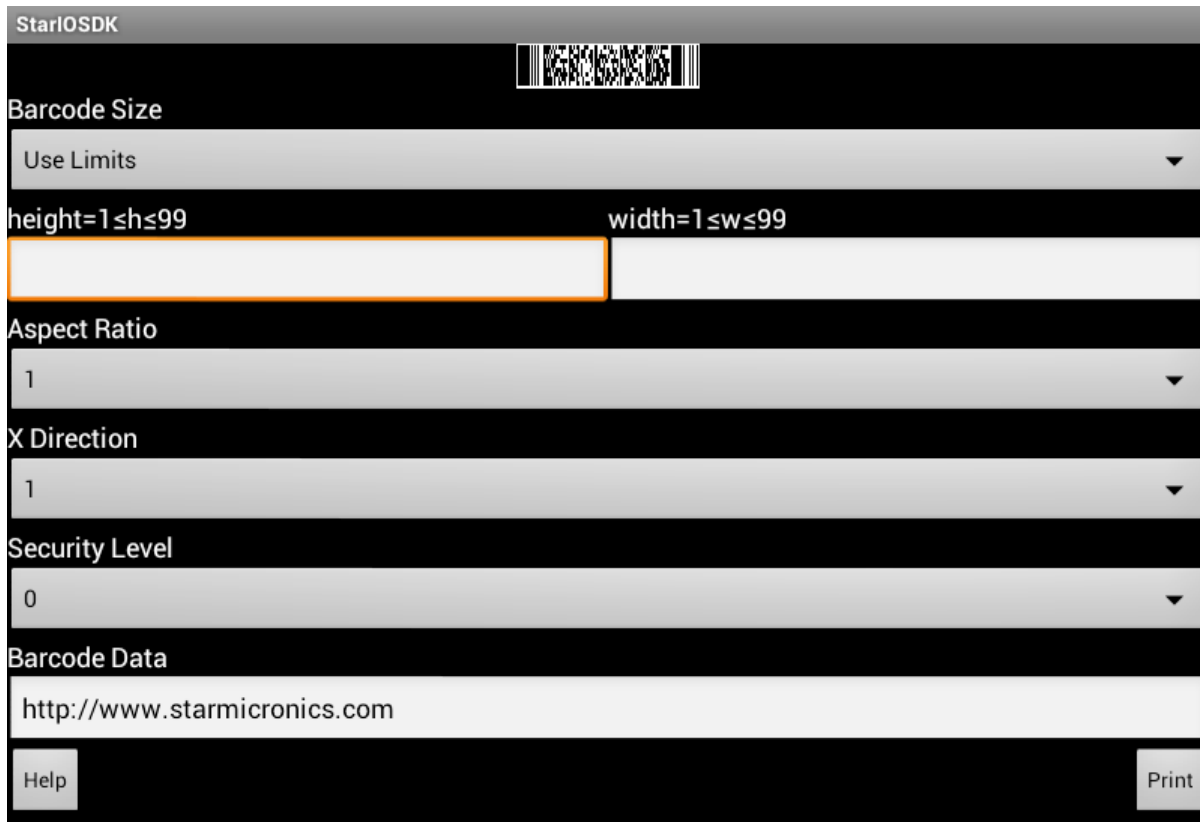 StarIOSDK
Barcode Size
Use Limits
height=1≤h≤99 width=1≤w≤99
Aspect Ratio
1
X Direction
1
Security Level
0
Barcode Data
http://www.starmicronics.com
Help Print